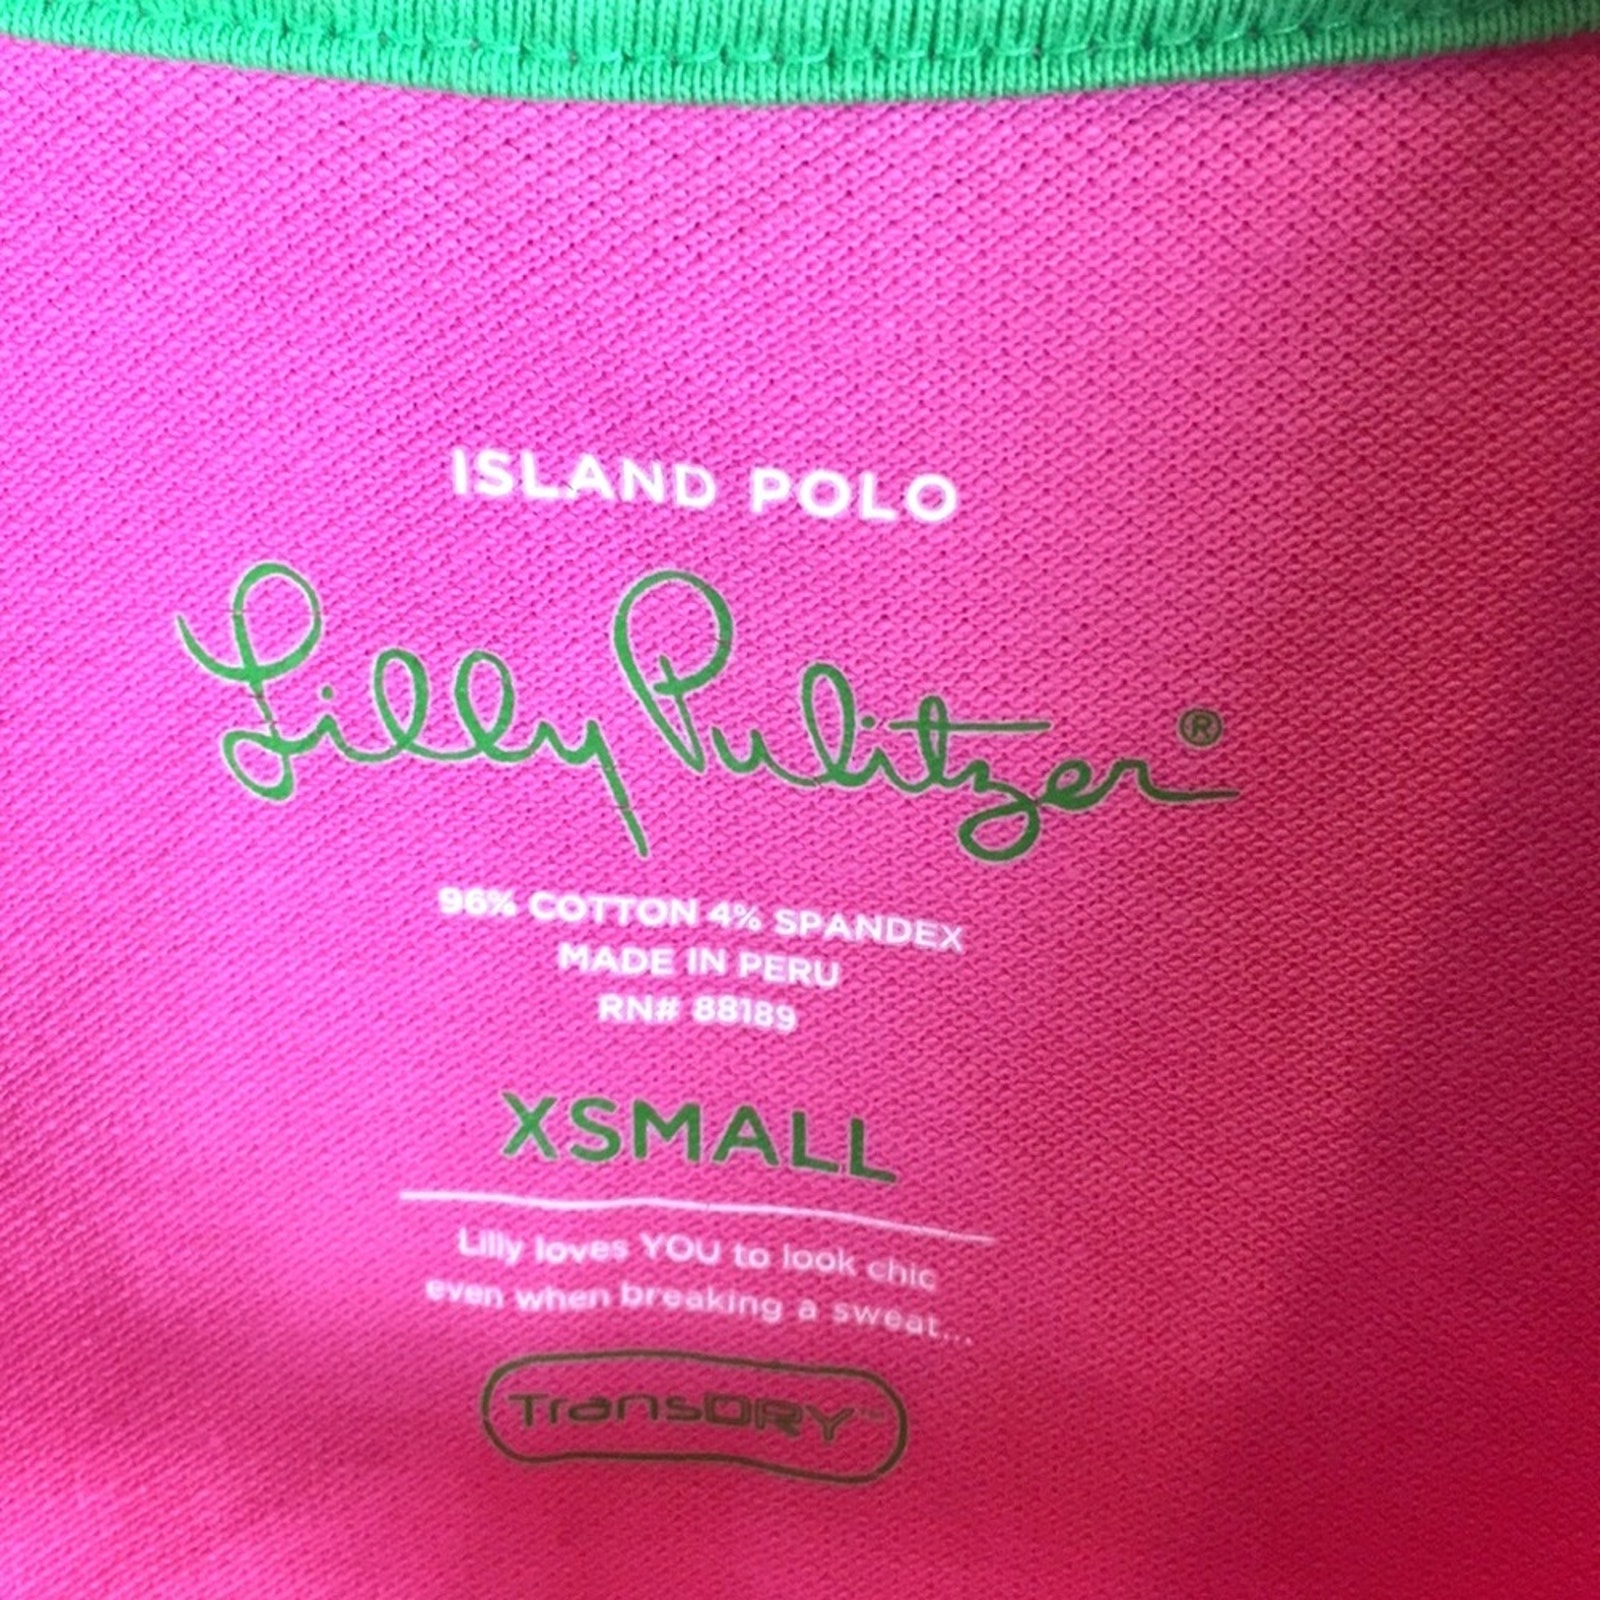 ISLAND POLO
Lilly Pulitzer®
96% COTTON 4% SPANDEX
MADE IN PERU
RN# 88189
XSMALL
Lilly loves YOU to look chic
even when breaking a sweat...
TransDRY™